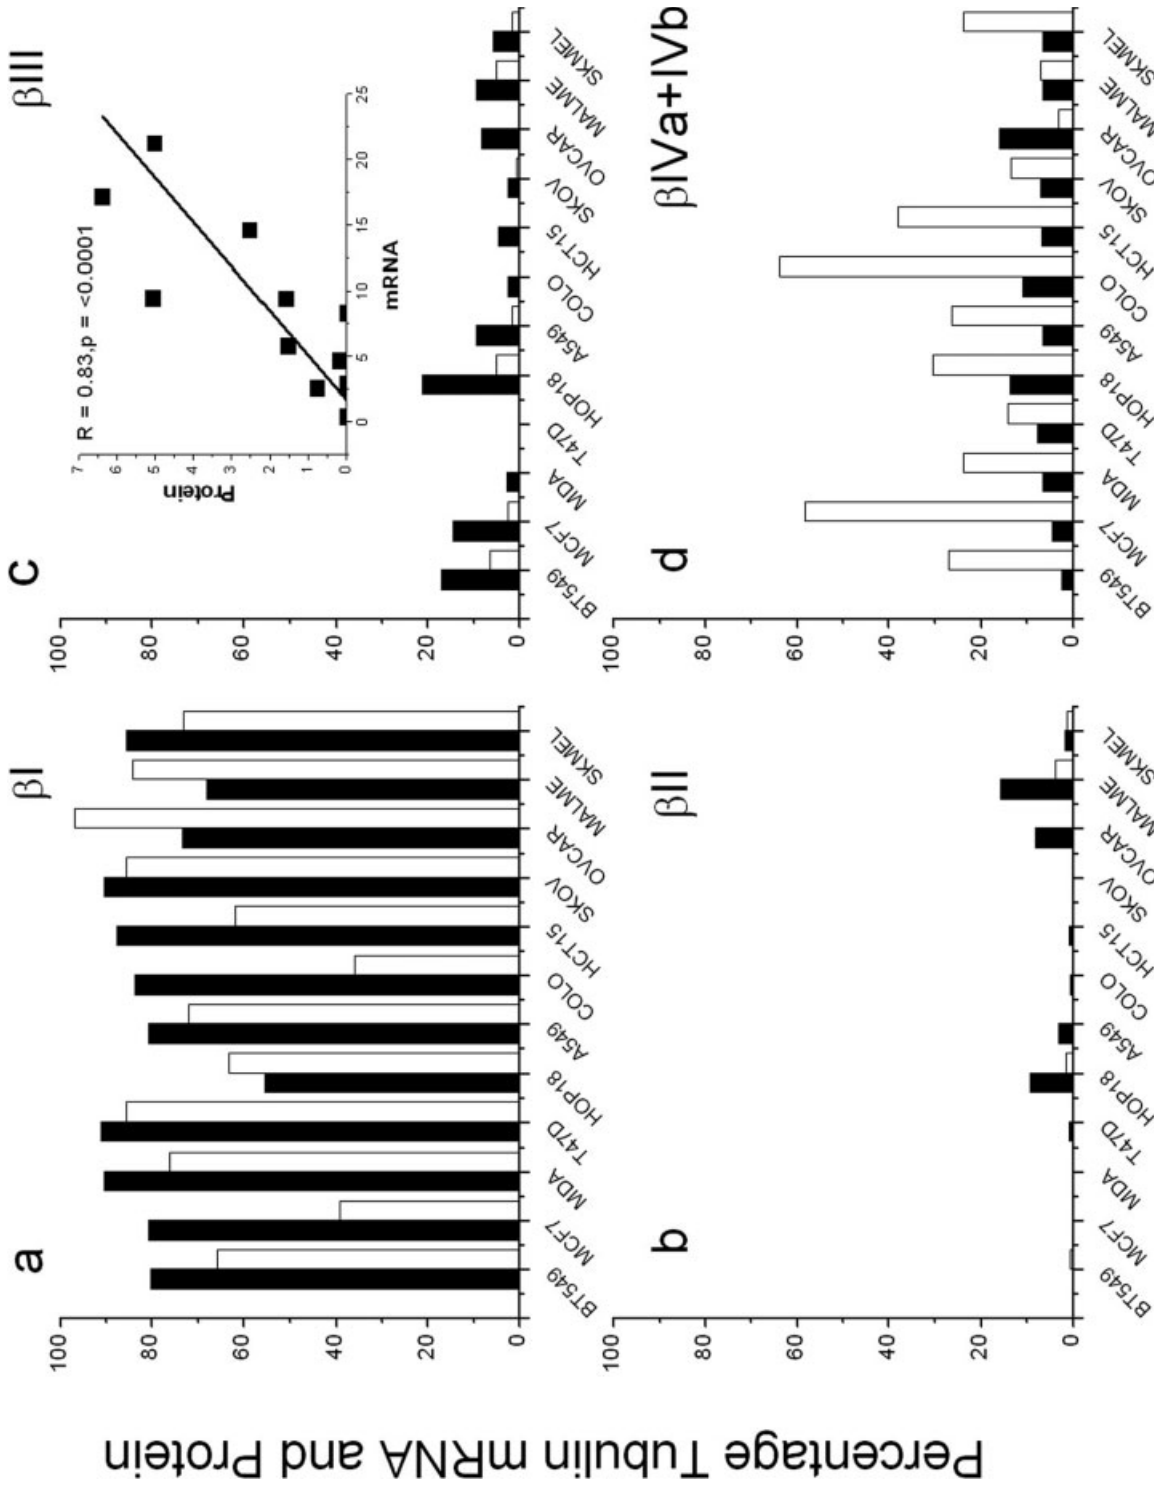 Percentage Tubulin mRNA and Protein
a
βI
100
80
60
40
20
0
BT549
MCF7
MDA
T47D
HOP18
A549
COLO
HCT15
SKOV
OVCAR
MALME
SKMEL
c
βIII
100
80
60
40
20
0
BT549
MCF7
MDA
T47D
HOP18
A549
COLO
HCT15
SKOV
OVCAR
MALME
SKMEL
R = 0.83,p = <0.0001
Protein
7
6
5
4
3
2
1
0
0
5
10
15
20
25
mRNA
b
βII
100
80
60
40
20
0
BT549
MCF7
MDA
T47D
HOP18
A549
COLO
HCT15
SKOV
OVCAR
MALME
SKMEL
d
βIVa+IVb
100
80
60
40
20
0
BT549
MCF7
MDA
T47D
HOP18
A549
COLO
HCT15
SKOV
OVCAR
MALME
SKMEL